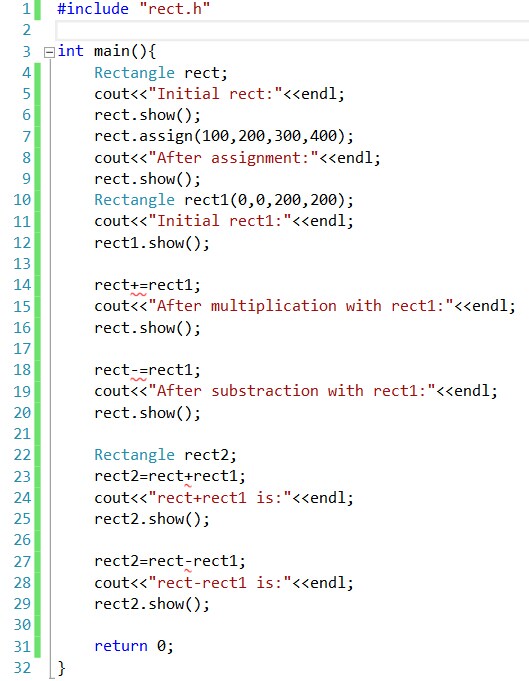 1 #include "rect.h"
2
3 int main(){
4 Rectangle rect;
5 cout<<"Initial rect:"<<endl;
6 rect.show();
7 rect.assign(100,200,300,400);
8 cout<<"After assignment:"<<endl;
9 rect.show();
10 Rectangle rect1(0,0,200,200);
11 cout<<"Initial rect1:"<<endl;
12 rect1.show();
13
14 rect+=rect1;
15 cout<<"After multiplication with rect1:"<<endl;
16 rect.show();
17
18 rect-=rect1;
19 cout<<"After substraction with rect1:"<<endl;
20 rect.show();
21
22 Rectangle rect2;
23 rect2=rect+rect1;
24 cout<<"rect+rect1 is:"<<endl;
25 rect2.show();
26
27 rect2=rect-rect1;
28 cout<<"rect-rect1 is:"<<endl;
29 rect2.show();
30
31 return 0;
32 }